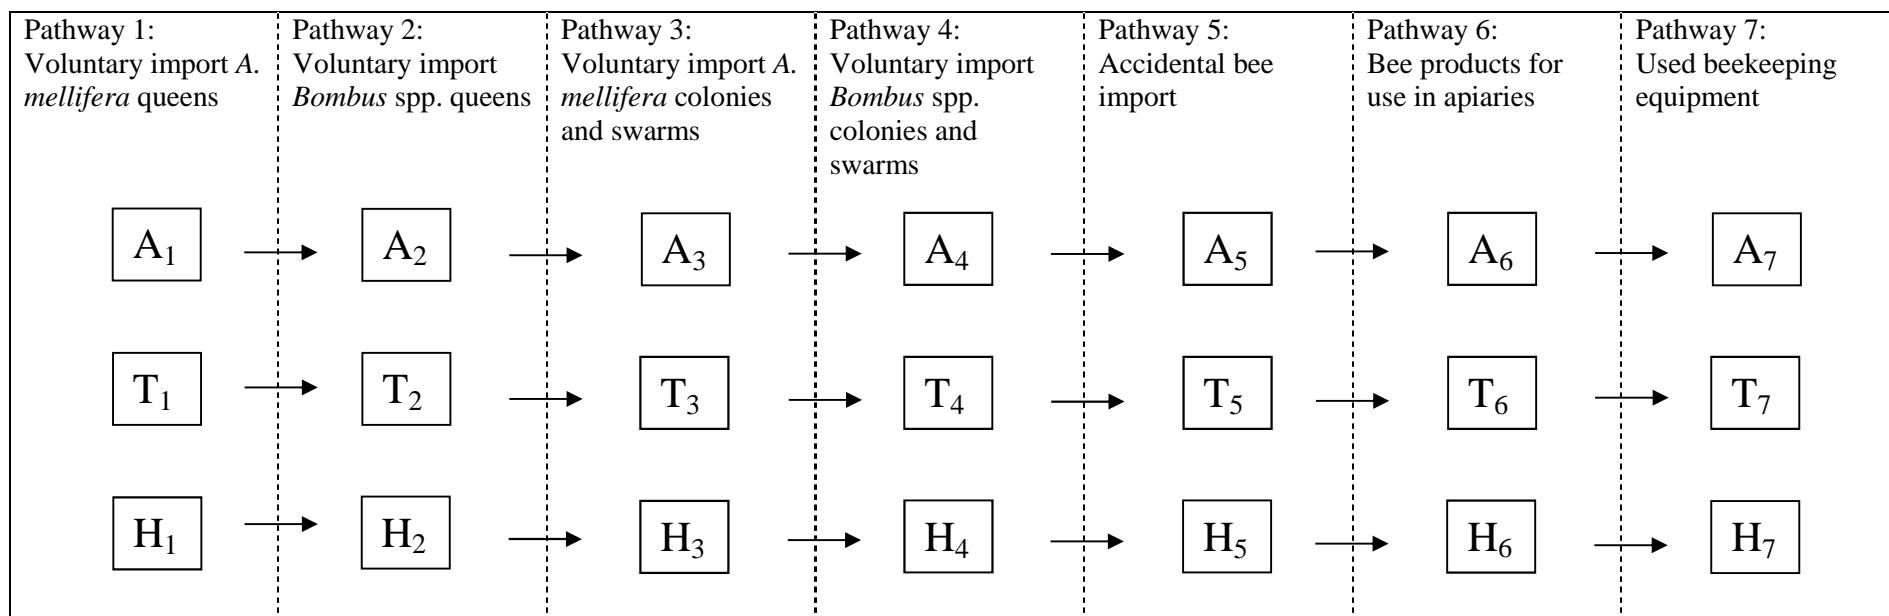 Pathway 1:
Voluntary import A.
mellifera queens
Pathway 2:
Voluntary import
Bombus spp. queens
Pathway 3:
Voluntary import A.
mellifera colonies
and swarms
Pathway 4:
Voluntary import
Bombus spp.
colonies and
swarms
Pathway 5:
Accidental bee
import
Pathway 6:
Bee products for
use in apiaries
Pathway 7:
Used beekeeping
equipment
A₁ A₂ A₃ A₄ A₅ A₆ A₇
T₁ T₂ T₃ T₄ T₅ T₆ T₇
H₁ H₂ H₃ H₄ H₅ H₆ H₇